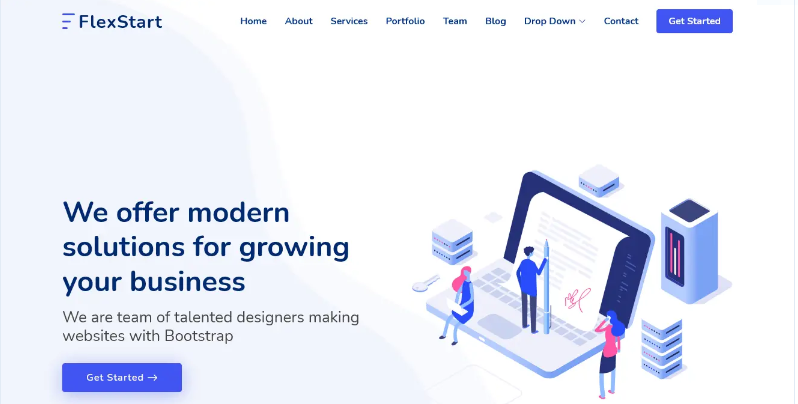 FlexStart
Home About Services Portfolio Team Blog Drop Down Contact Get Started
We offer modern
solutions for growing
your business
We are team of talented designers making
websites with Bootstrap
Get Started →